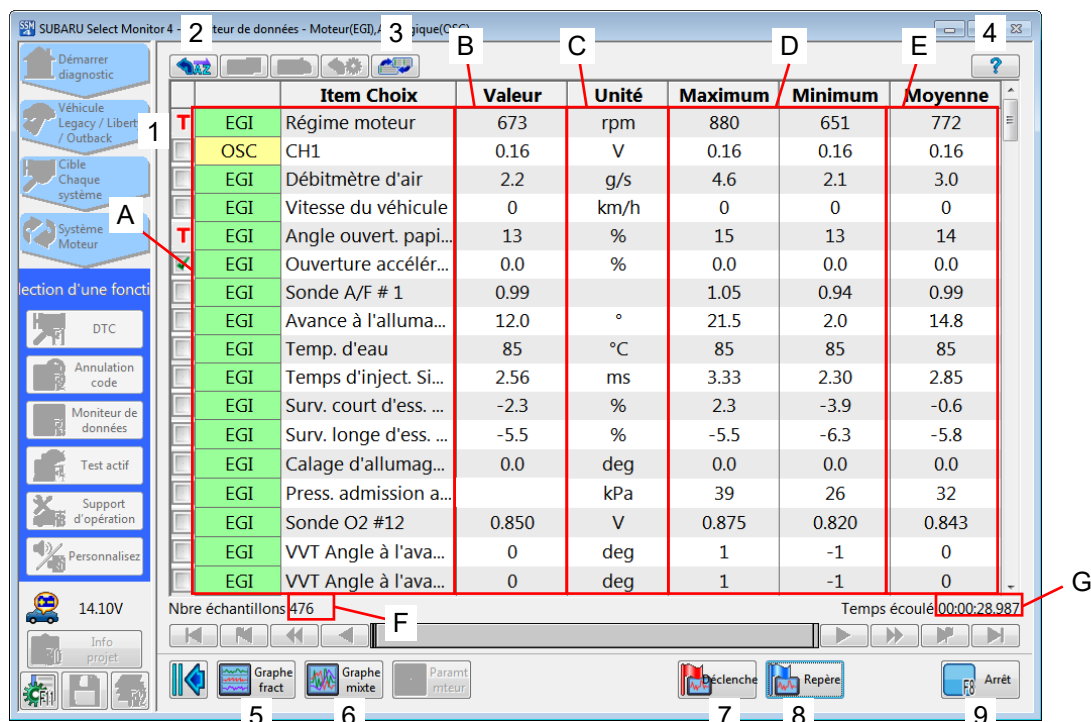 SUBARU Select Monitor 4 - teur de données - Moteur(EGI),A gique(OSC)
2
3
4
B
C
D
E
Démarrer
diagnostic
Véhicule
Legacy / Libert
/ Outback
1
Cible
Chaque
système
A
Système
Moteur
lection d'une foncti
DTC
Annulation
code
Moniteur de
données
Test actif
Support
d'opération
Personnalisez
14.10V
Info
projet
F11
F12
AZ
?
Item Choix Valeur Unité Maximum Minimum Moyenne
T EGI Régime moteur 673 rpm 880 651 772
OSC CH1 0.16 V 0.16 0.16 0.16
EGI Débitmètre d'air 2.2 g/s 4.6 2.1 3.0
EGI Vitesse du véhicule 0 km/h 0 0 0
T EGI Angle ouvert. papi... 13 % 15 13 14
EGI Ouverture accélér... 0.0 % 0.0 0.0 0.0
EGI Sonde A/F # 1 0.99 1.05 0.94 0.99
EGI Avance à l'alluma... 12.0 ° 21.5 2.0 14.8
EGI Temp. d'eau 85 °C 85 85 85
EGI Temps d'inject. Si... 2.56 ms 3.33 2.30 2.85
EGI Surv. court d'ess. ... -2.3 % 2.3 -3.9 -0.6
EGI Surv. longe d'ess. ... -5.5 % -5.5 -6.3 -5.8
EGI Calage d'allumag... 0.0 deg 0.0 0.0 0.0
EGI Press. admission a... kPa 39 26 32
EGI Sonde O2 #12 0.850 V 0.875 0.820 0.843
EGI VVT Angle à l'ava... 0 deg 1 -1 0
EGI VVT Angle à l'ava... 0 deg 1 -1 0
G
Nbre échantillons 476
F
Temps écoulé 00:00:28.987
Graphe
fract
Graphe
mixte
Paramt
mteur
Déclenche
Repère
F8 Arrêt
5
6
7
8
9